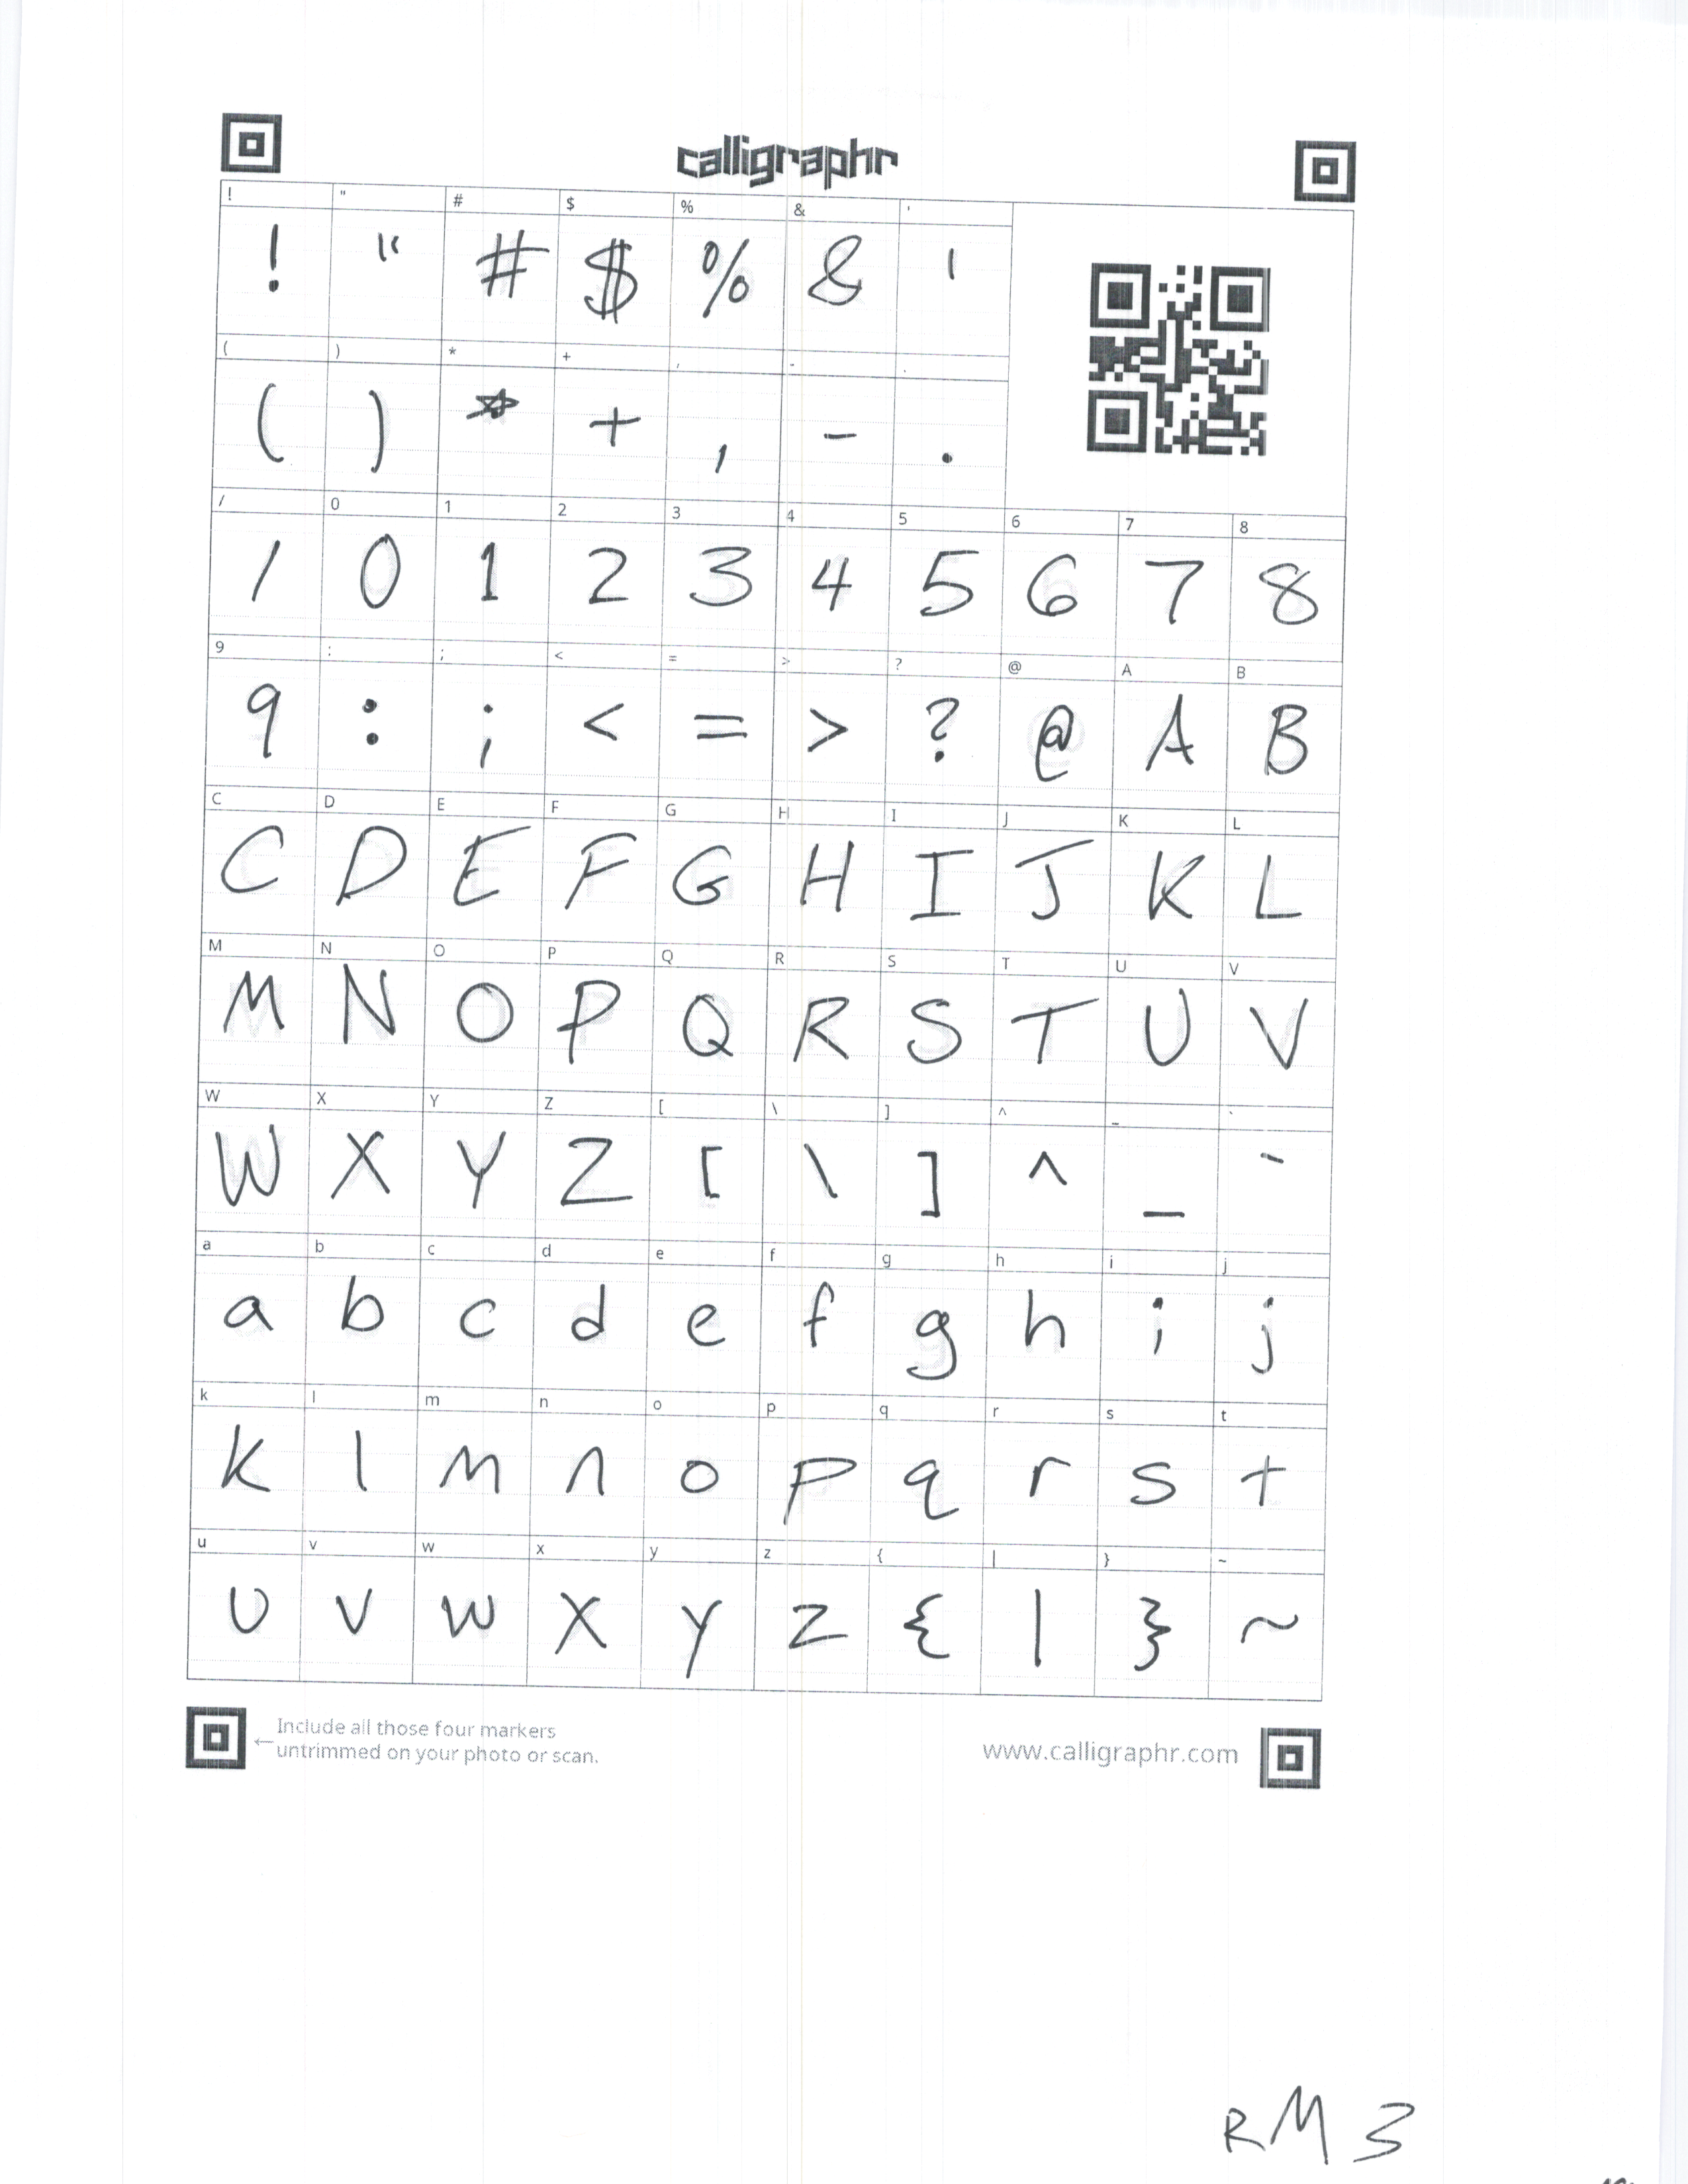 calligraphr
! " # $ % & '
! " # $ % & '
( ) * + , - .
( ) * + , - .
/ 0 1 2 3 4 5 6 7 8
/ 0 1 2 3 4 5 6 7 8
9 : ; < = > ? @ A B
9 : ; < = > ? @ A B
C D E F G H I J K L
C D E F G H I J K L
M N O P Q R S T U V
M N O P Q R S T U V
W X Y Z [ \ ] ^ _ `
W X Y Z [ \ ] ^ _ `
a b c d e f g h i j
a b c d e f g h i j
k l m n o p q r s t
k l m n o p q r s t
u v w x y z { | } ~
u v w x y z { | } ~
←Include all those four markers
untrimmed on your photo or scan.
www.calligraphr.com
RM 3